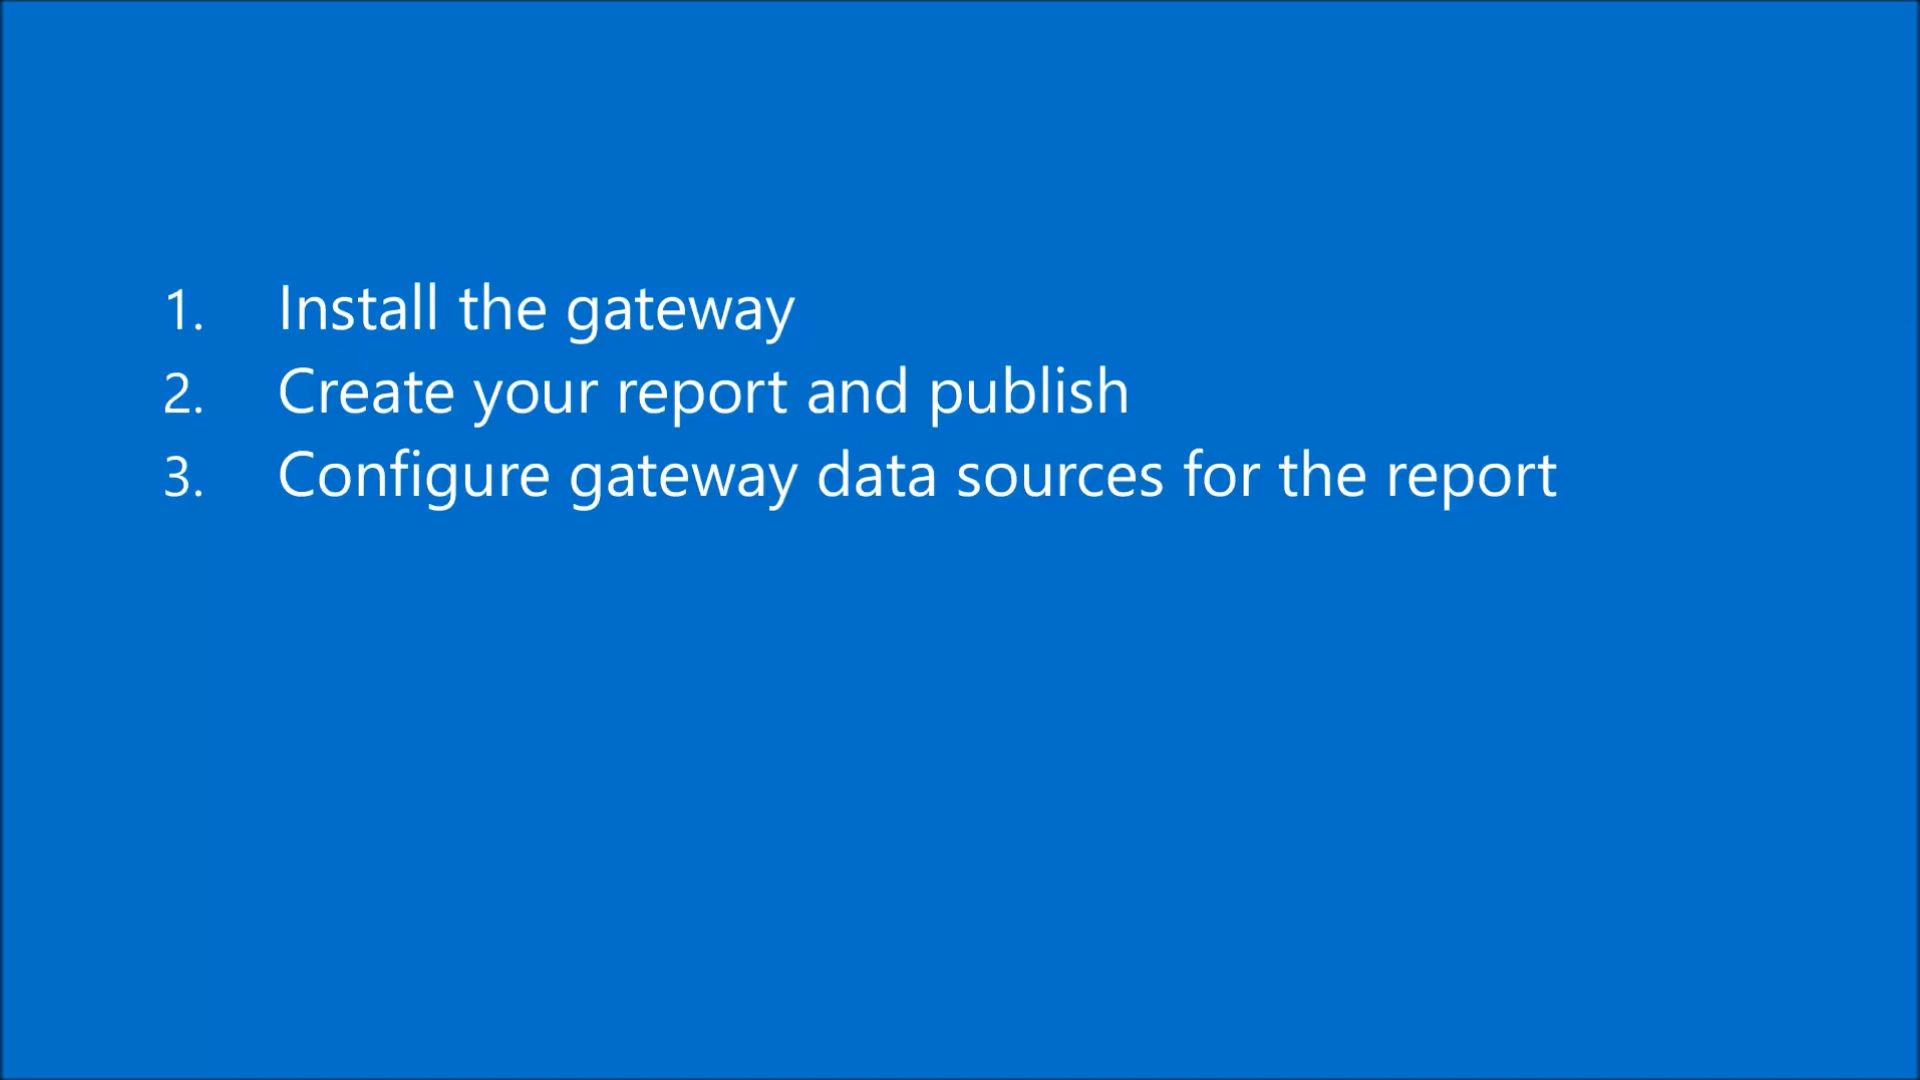 1. Install the gateway
2. Create your report and publish
3. Configure gateway data sources for the report